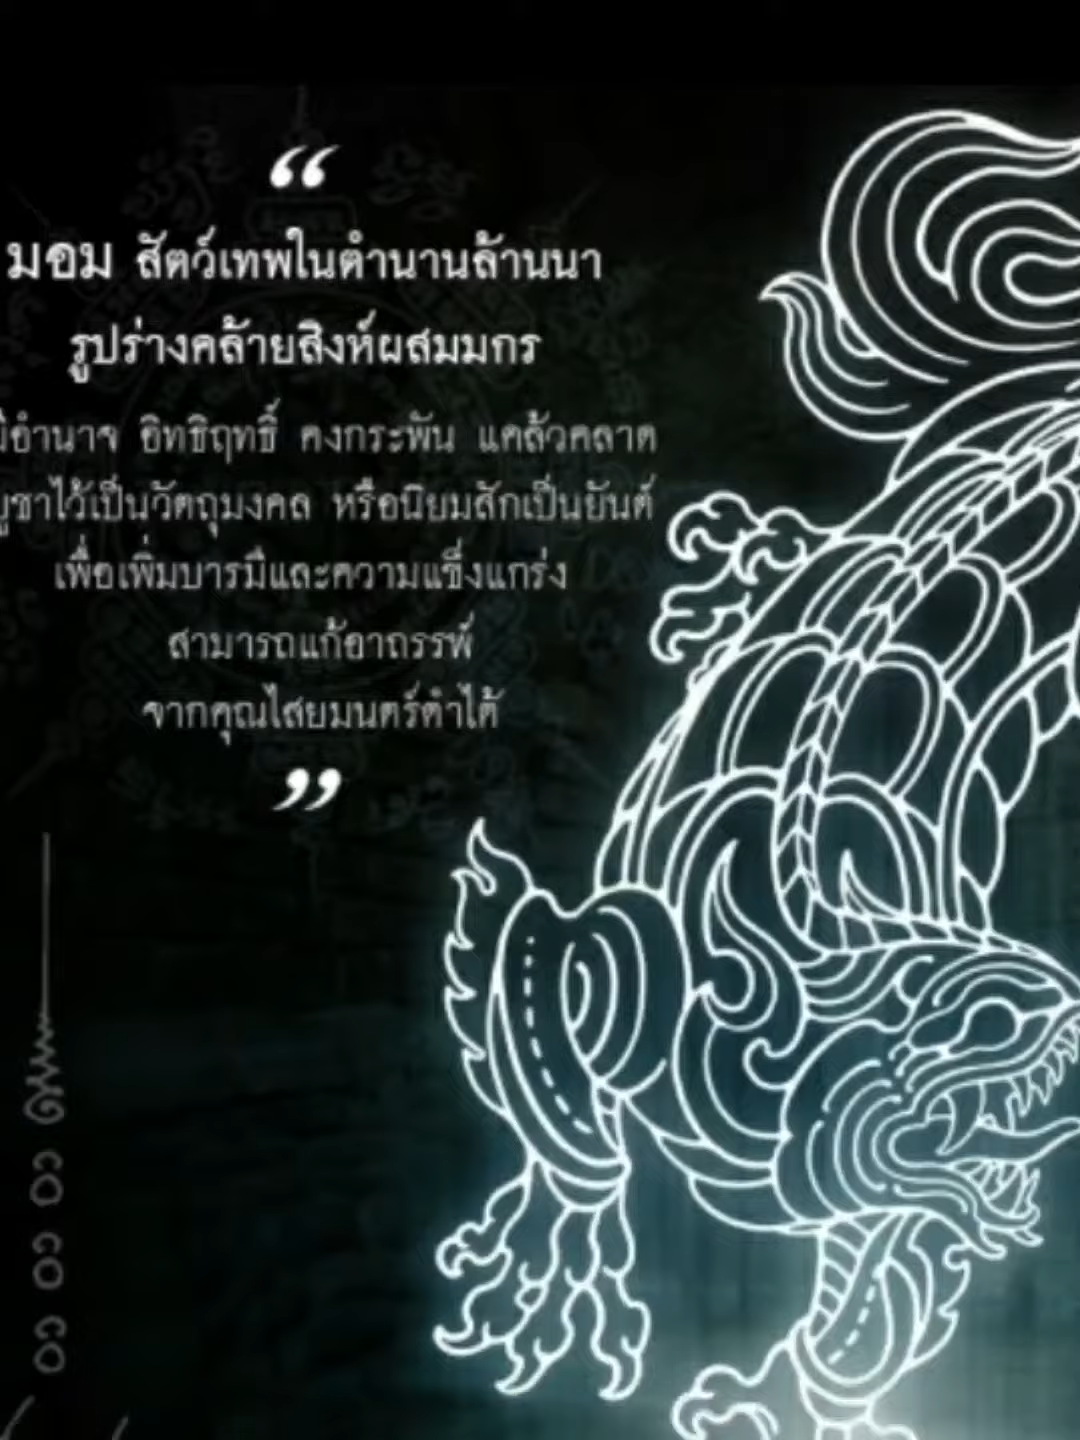 “
มอม สัตว์เทพในตำนานล้านนา
รูปร่างคล้ายสิงห์ผสมมกร
มีอำนาจ อิทธิฤทธิ์ คงกระพัน แคล้วคลาด
บูชาไว้เป็นวัตถุมงคล หรือนิยมสักเป็นยันต์
เพื่อเพิ่มบารมีและความแข็งแกร่ง
สามารถแก้อาถรรพ์
จากคุณไสยมนตร์ดำได้
”